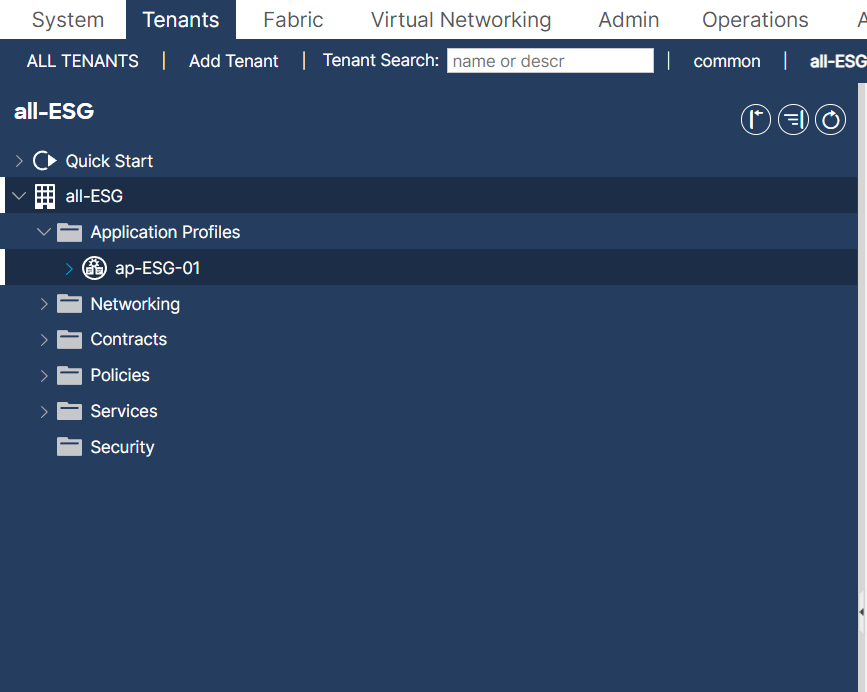 System Tenants Fabric Virtual Networking Admin Operations
ALL TENANTS | Add Tenant | Tenant Search: name or descr | common | all-ESG
all-ESG
Quick Start
all-ESG
Application Profiles
ap-ESG-01
Networking
Contracts
Policies
Services
Security